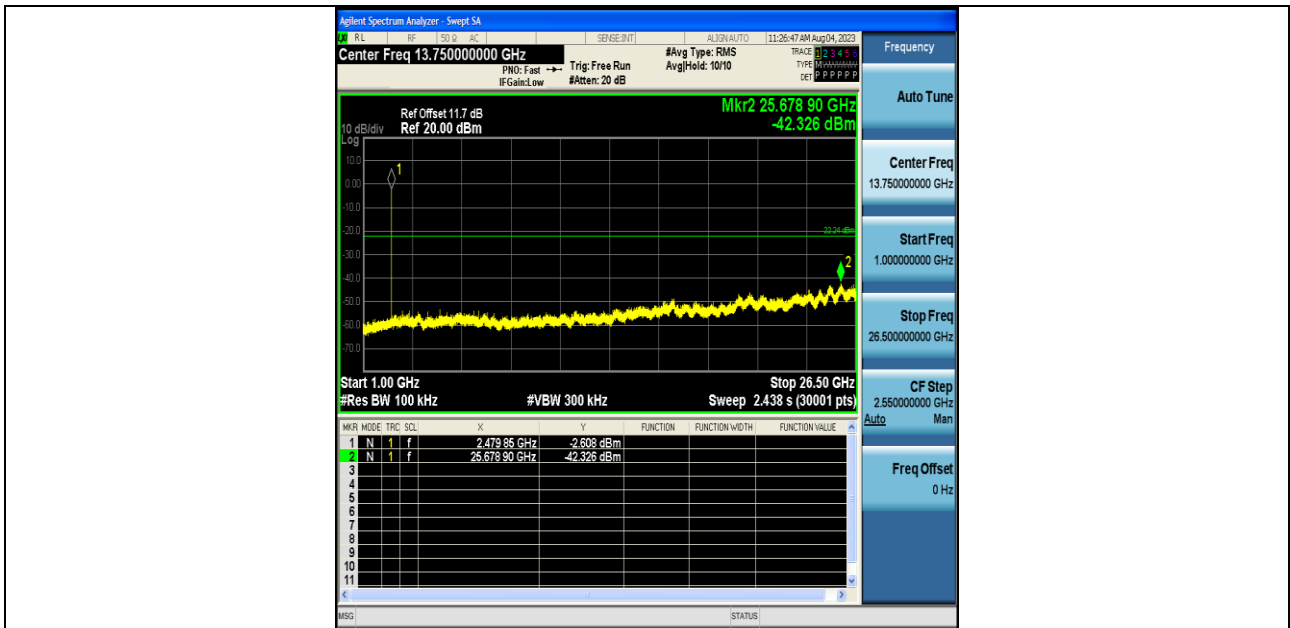 Agilent Spectrum Analyzer - Swept SA
RL RF 50 Ω AC SENSE:INT ALIGN AUTO 11:26:47 AM Aug 04, 2023
Center Freq 13.750000000 GHz
PNO: Fast
IFGain:Low
Trig: Free Run
#Atten: 20 dB
#Avg Type: RMS
Avg|Hold: 10/10
TRACE 1 2 3 4 5 6
TYPE
DET P P P P P P
Frequency
Auto Tune
Center Freq
13.750000000 GHz
Start Freq
1.000000000 GHz
Stop Freq
26.500000000 GHz
CF Step
2.550000000 GHz
Auto Man
Freq Offset
0 Hz
Mkr2 25.678 90 GHz
-42.326 dBm
Ref Offset 11.7 dB
10 dB/div Ref 20.00 dBm
Log
10.0
0.00
-10.0
-20.0
-30.0
-40.0
-50.0
-60.0
-70.0
1
-22.24 dBm
2
Start 1.00 GHz Stop 26.50 GHz
#Res BW 100 kHz #VBW 300 kHz Sweep 2.438 s (30001 pts)
MKR MODE TRC SCL X Y FUNCTION FUNCTION WIDTH FUNCTION VALUE
1 N 1 f 2.479 85 GHz -2.608 dBm
2 N 1 f 25.678 90 GHz -42.326 dBm
3
4
5
6
7
8
9
10
11
MSG STATUS